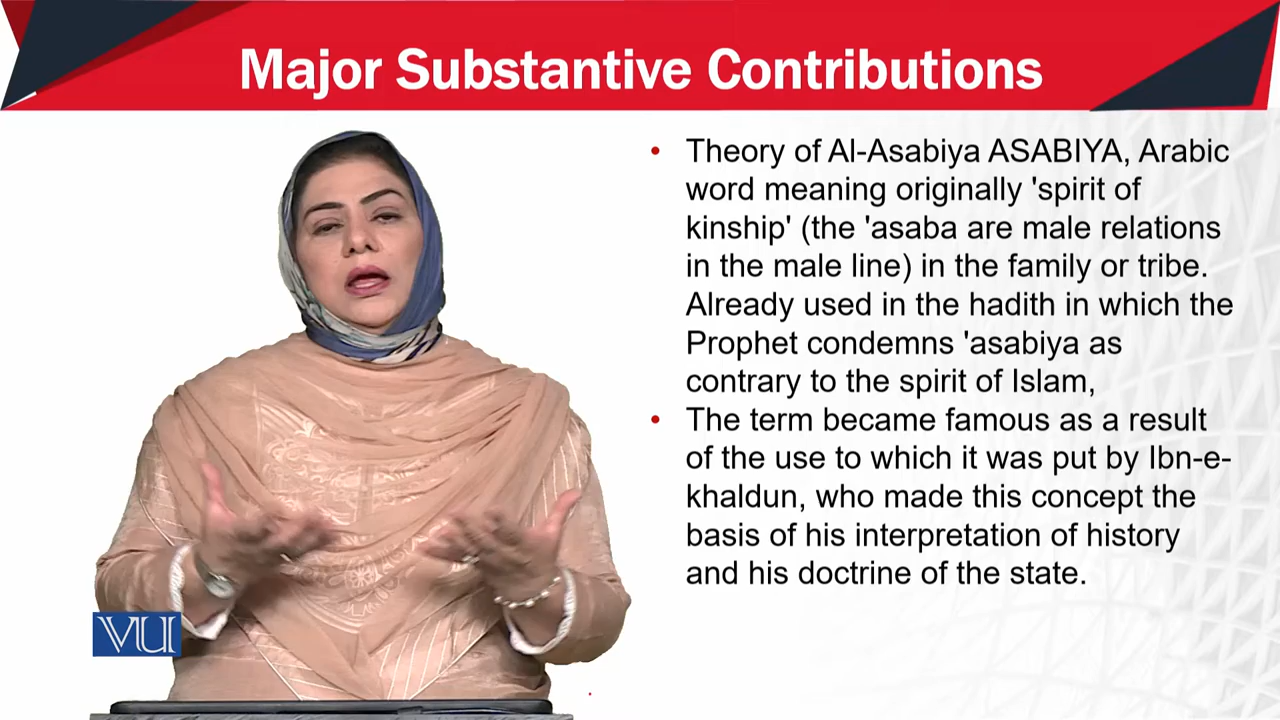 Major Substantive Contributions
• Theory of Al-Asabiya ASABIYA, Arabic
word meaning originally 'spirit of
kinship' (the 'asaba are male relations
in the male line) in the family or tribe.
Already used in the hadith in which the
Prophet condemns 'asabiya as
contrary to the spirit of Islam,
• The term became famous as a result
of the use to which it was put by Ibn-e-
khaldun, who made this concept the
basis of his interpretation of history
and his doctrine of the state.
VU